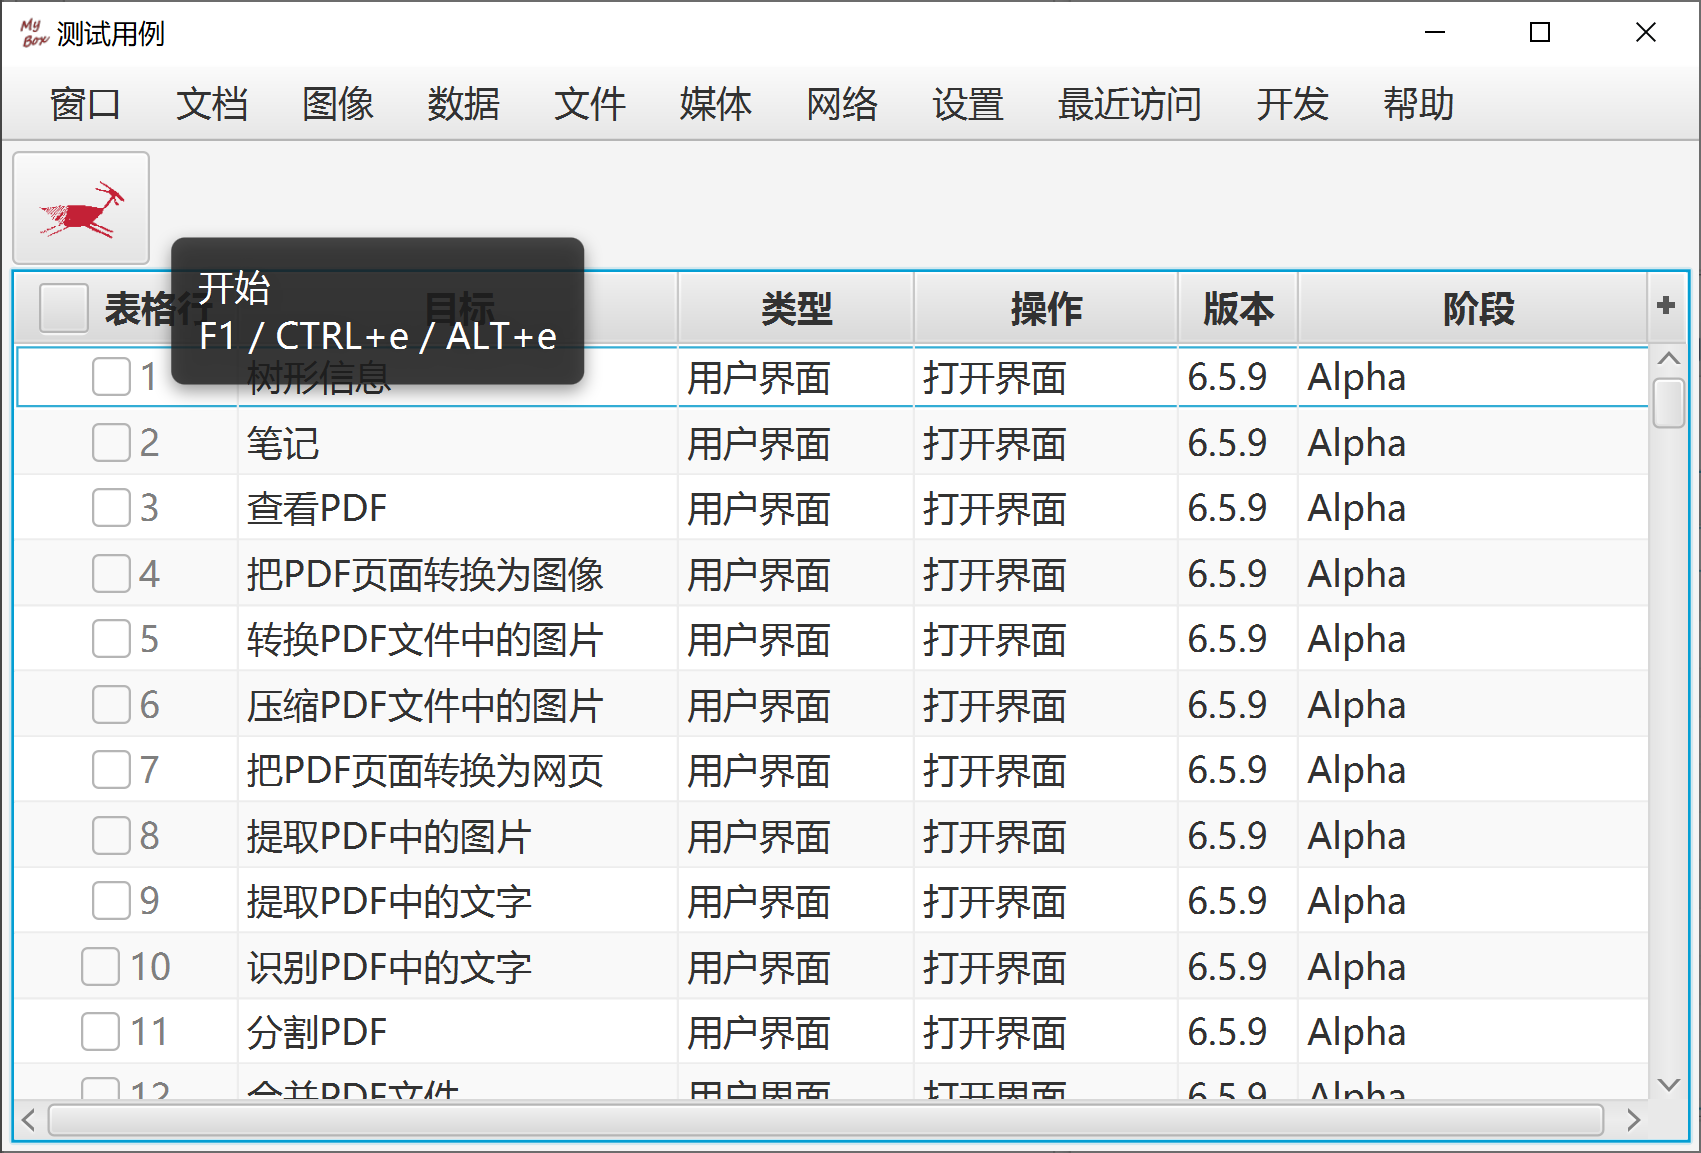 My Box 测试用例
窗口 文档 图像 数据 文件 媒体 网络 设置 最近访问 开发 帮助
开始
F1 / CTRL+e / ALT+e
表格行 目标 类型 操作 版本 阶段 +
1 树形信息 用户界面 打开界面 6.5.9 Alpha
2 笔记 用户界面 打开界面 6.5.9 Alpha
3 查看PDF 用户界面 打开界面 6.5.9 Alpha
4 把PDF页面转换为图像 用户界面 打开界面 6.5.9 Alpha
5 转换PDF文件中的图片 用户界面 打开界面 6.5.9 Alpha
6 压缩PDF文件中的图片 用户界面 打开界面 6.5.9 Alpha
7 把PDF页面转换为网页 用户界面 打开界面 6.5.9 Alpha
8 提取PDF中的图片 用户界面 打开界面 6.5.9 Alpha
9 提取PDF中的文字 用户界面 打开界面 6.5.9 Alpha
10 识别PDF中的文字 用户界面 打开界面 6.5.9 Alpha
11 分割PDF 用户界面 打开界面 6.5.9 Alpha
12 合并PDF文件 用户界面 打开界面 6.5.9 Alpha